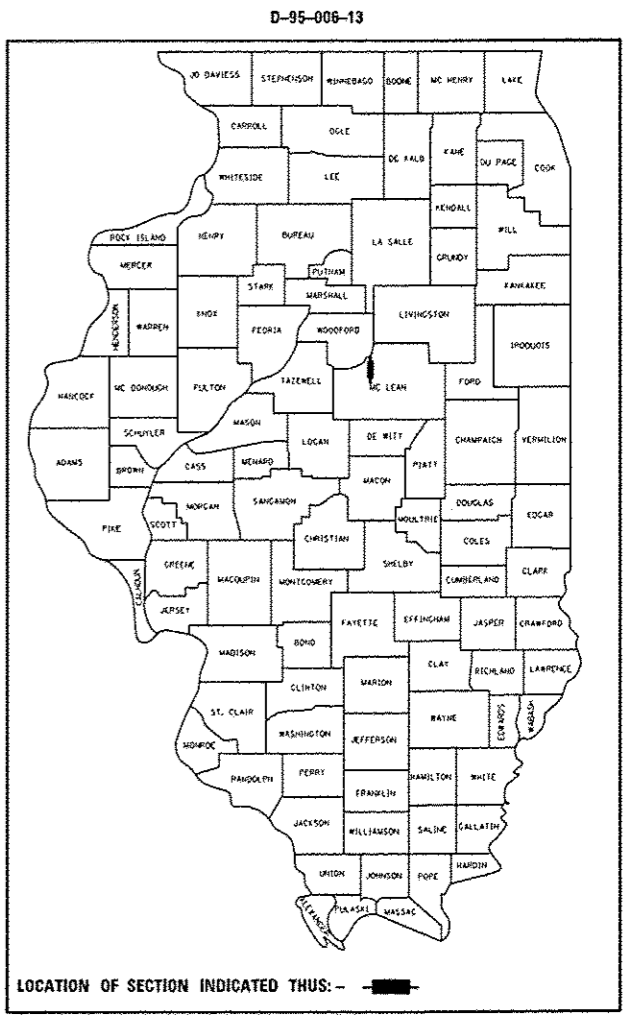 D-95-006-13
JO DAVIESS STEPHENSON WINNEBAGO BOONE MC HENRY LAKE
CARROLL OGLE DE KALB KANE DU PAGE COOK
WHITESIDE LEE KENDALL WILL
ROCK ISLAND HENRY BUREAU LA SALLE GRUNDY
MERCER PUTNAM KANKAKEE
STARK MARSHALL
HENDERSON WARREN KNOX PEORIA WOODFORD LIVINGSTON IROQUOIS
HANCOCK MC DONOUGH FULTON TAZEWELL MC LEAN FORD
SCHUYLER MASON LOGAN DE WITT CHAMPAIGN VERMILION
ADAMS BROWN CASS MENARD MACON PIATT
PIKE SCOTT MORGAN SANGAMON CHRISTIAN MOULTRIE DOUGLAS EDGAR
COLES
CALHOUN GREENE MACOUPIN MONTGOMERY SHELBY CUMBERLAND CLARK
JERSEY FAYETTE EFFINGHAM JASPER CRAWFORD
MADISON BOND CLAY RICHLAND LAWRENCE
CLINTON MARION
ST. CLAIR WASHINGTON JEFFERSON WAYNE EDWARDS WABASH
MONROE
RANDOLPH PERRY FRANKLIN HAMILTON WHITE
JACKSON WILLIAMSON SALINE GALLATIN
UNION JOHNSON POPE HARDIN
ALEXANDER PULASKI MASSAC
LOCATION OF SECTION INDICATED THUS:-